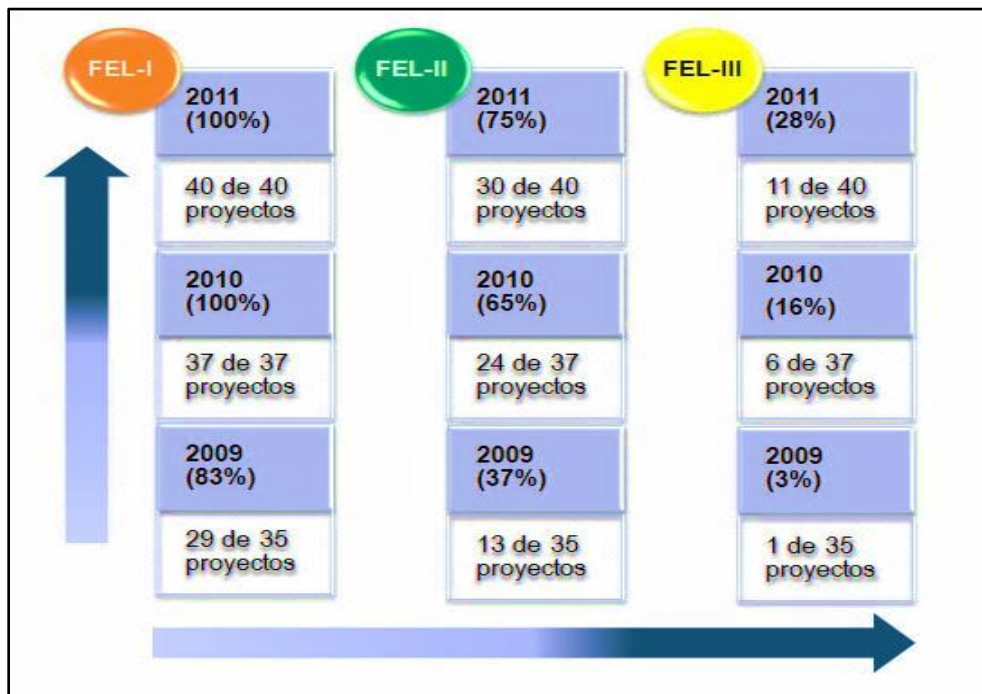 FEL-I
2011
(100%)
40 de 40
proyectos
2010
(100%)
37 de 37
proyectos
2009
(83%)
29 de 35
proyectos
FEL-II
2011
(75%)
30 de 40
proyectos
2010
(65%)
24 de 37
proyectos
2009
(37%)
13 de 35
proyectos
FEL-III
2011
(28%)
11 de 40
proyectos
2010
(16%)
6 de 37
proyectos
2009
(3%)
1 de 35
proyectos